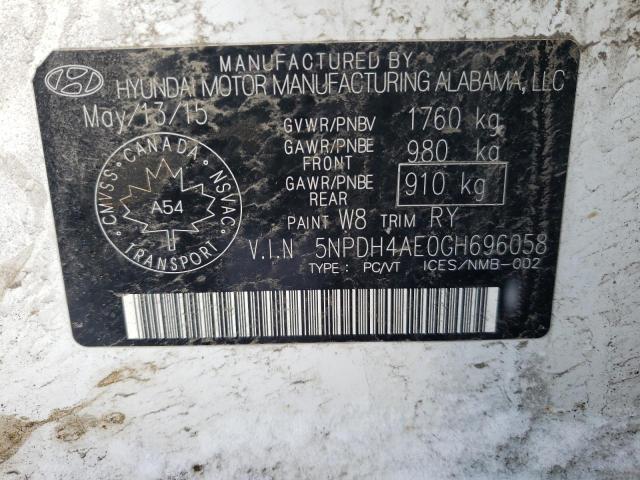 MANUFACTURED BY
HYUNDAI MOTOR MANUFACTURING ALABAMA, LLC
May/13/15
GVWR/PNBV 1760 kg
GAWR/PNBE FRONT 980 kg
GAWR/PNBE REAR 910 kg
CANADA
CMVSS NSVAC
A54
TRANSPORT
PAINT W8 TRIM RY
V.I.N 5NPDH4AE0GH696058
TYPE: PC/VT ICES/NMB-002